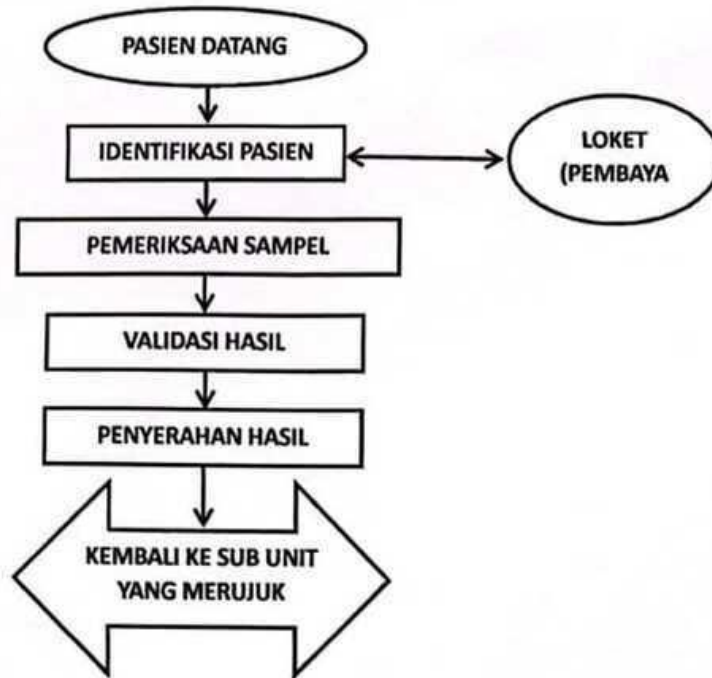 PASIEN DATANG
IDENTIFIKASI PASIEN
LOKET
(PEMBAYA
PEMERIKSAAN SAMPEL
VALIDASI HASIL
PENYERAHAN HASIL
KEMBALI KE SUB UNIT
YANG MERUJUK